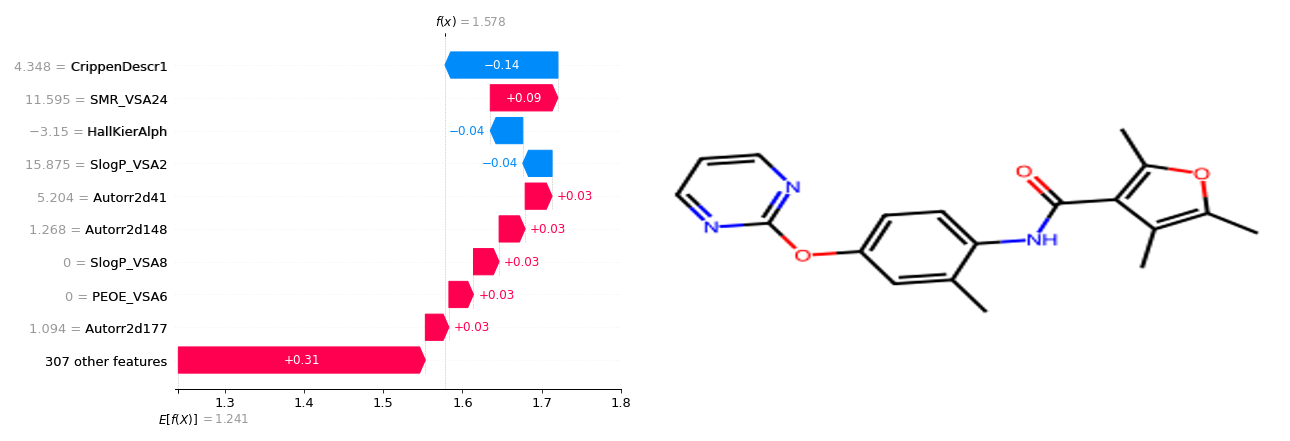 f(x) = 1.578
4.348 = CrippenDescr1
−0.14
11.595 = SMR_VSA24
+0.09
−3.15 = HallKierAlph
−0.04
15.875 = SlogP_VSA2
−0.04
5.204 = Autorr2d41
+0.03
1.268 = Autorr2d148
+0.03
0 = SlogP_VSA8
+0.03
0 = PEOE_VSA6
+0.03
1.094 = Autorr2d177
+0.03
307 other features
+0.31
1.3 1.4 1.5 1.6 1.7 1.8
E[f(X)] = 1.241
N
N
O
O
NH
O